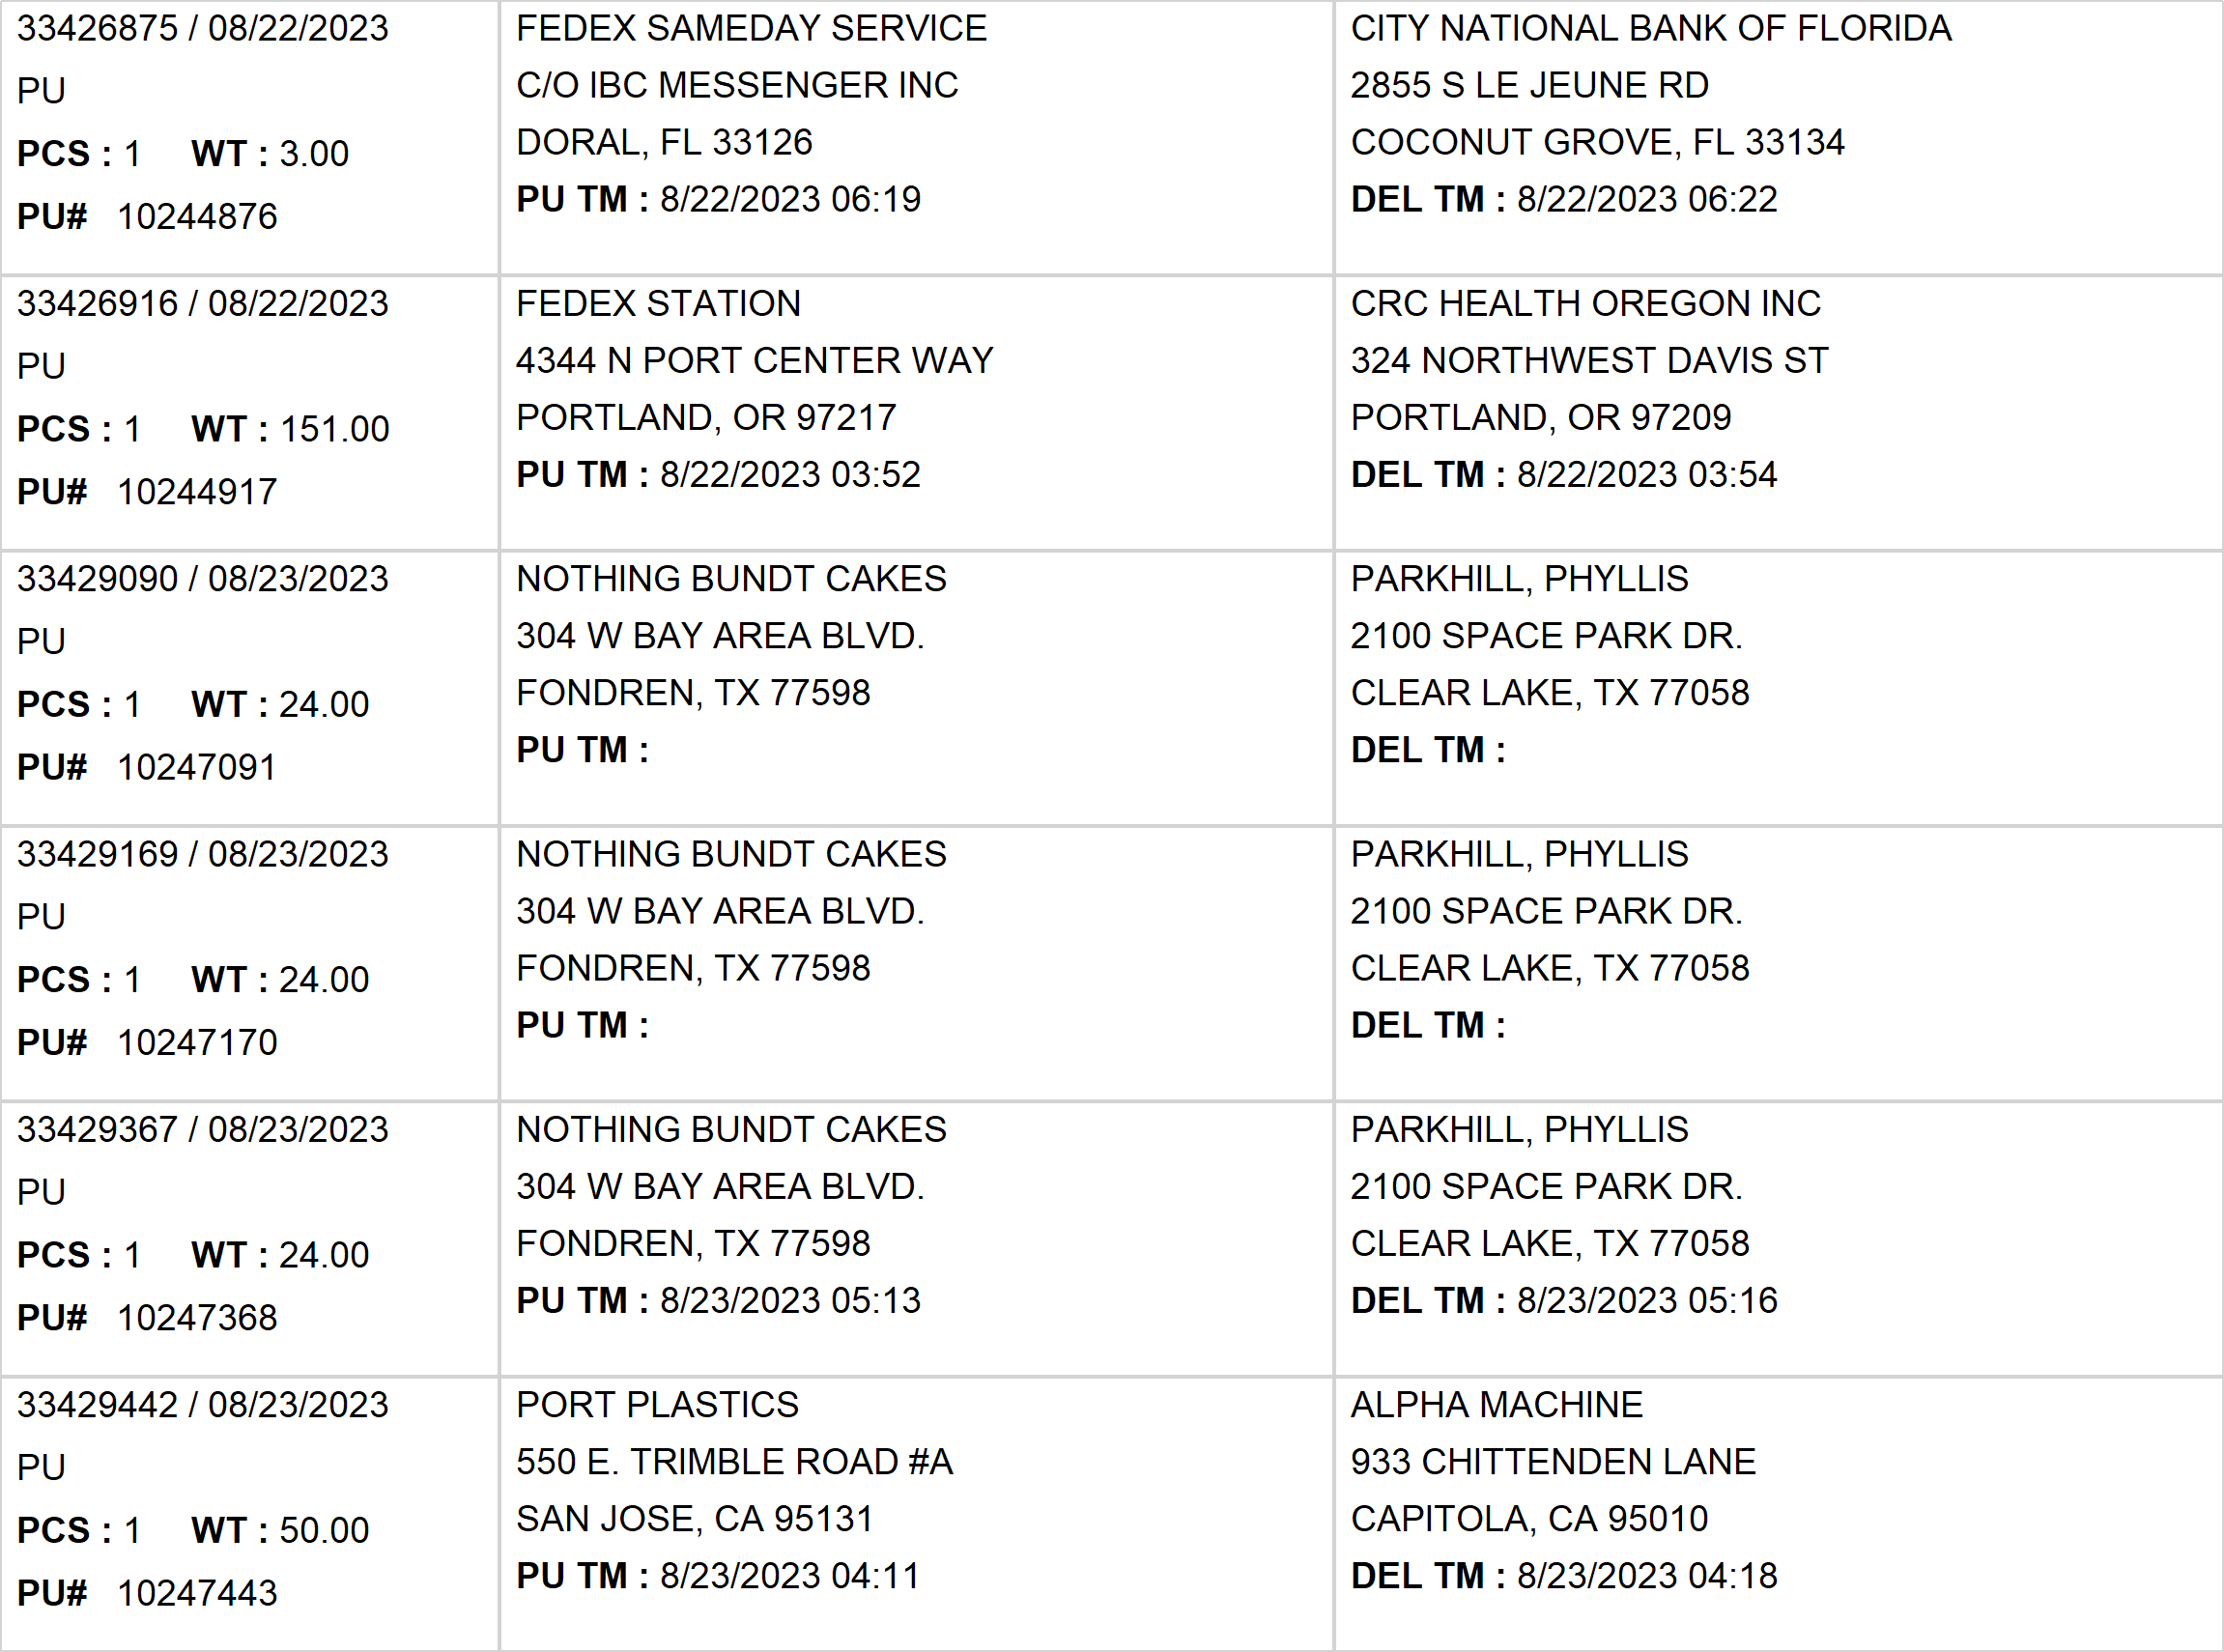 33426875 / 08/22/2023
PU
PCS : 1 WT : 3.00
PU# 10244876
FEDEX SAMEDAY SERVICE
C/O IBC MESSENGER INC
DORAL, FL 33126
PU TM : 8/22/2023 06:19
CITY NATIONAL BANK OF FLORIDA
2855 S LE JEUNE RD
COCONUT GROVE, FL 33134
DEL TM : 8/22/2023 06:22
33426916 / 08/22/2023
PU
PCS : 1 WT : 151.00
PU# 10244917
FEDEX STATION
4344 N PORT CENTER WAY
PORTLAND, OR 97217
PU TM : 8/22/2023 03:52
CRC HEALTH OREGON INC
324 NORTHWEST DAVIS ST
PORTLAND, OR 97209
DEL TM : 8/22/2023 03:54
33429090 / 08/23/2023
PU
PCS : 1 WT : 24.00
PU# 10247091
NOTHING BUNDT CAKES
304 W BAY AREA BLVD.
FONDREN, TX 77598
PU TM :
PARKHILL, PHYLLIS
2100 SPACE PARK DR.
CLEAR LAKE, TX 77058
DEL TM :
33429169 / 08/23/2023
PU
PCS : 1 WT : 24.00
PU# 10247170
NOTHING BUNDT CAKES
304 W BAY AREA BLVD.
FONDREN, TX 77598
PU TM :
PARKHILL, PHYLLIS
2100 SPACE PARK DR.
CLEAR LAKE, TX 77058
DEL TM :
33429367 / 08/23/2023
PU
PCS : 1 WT : 24.00
PU# 10247368
NOTHING BUNDT CAKES
304 W BAY AREA BLVD.
FONDREN, TX 77598
PU TM : 8/23/2023 05:13
PARKHILL, PHYLLIS
2100 SPACE PARK DR.
CLEAR LAKE, TX 77058
DEL TM : 8/23/2023 05:16
33429442 / 08/23/2023
PU
PCS : 1 WT : 50.00
PU# 10247443
PORT PLASTICS
550 E. TRIMBLE ROAD #A
SAN JOSE, CA 95131
PU TM : 8/23/2023 04:11
ALPHA MACHINE
933 CHITTENDEN LANE
CAPITOLA, CA 95010
DEL TM : 8/23/2023 04:18